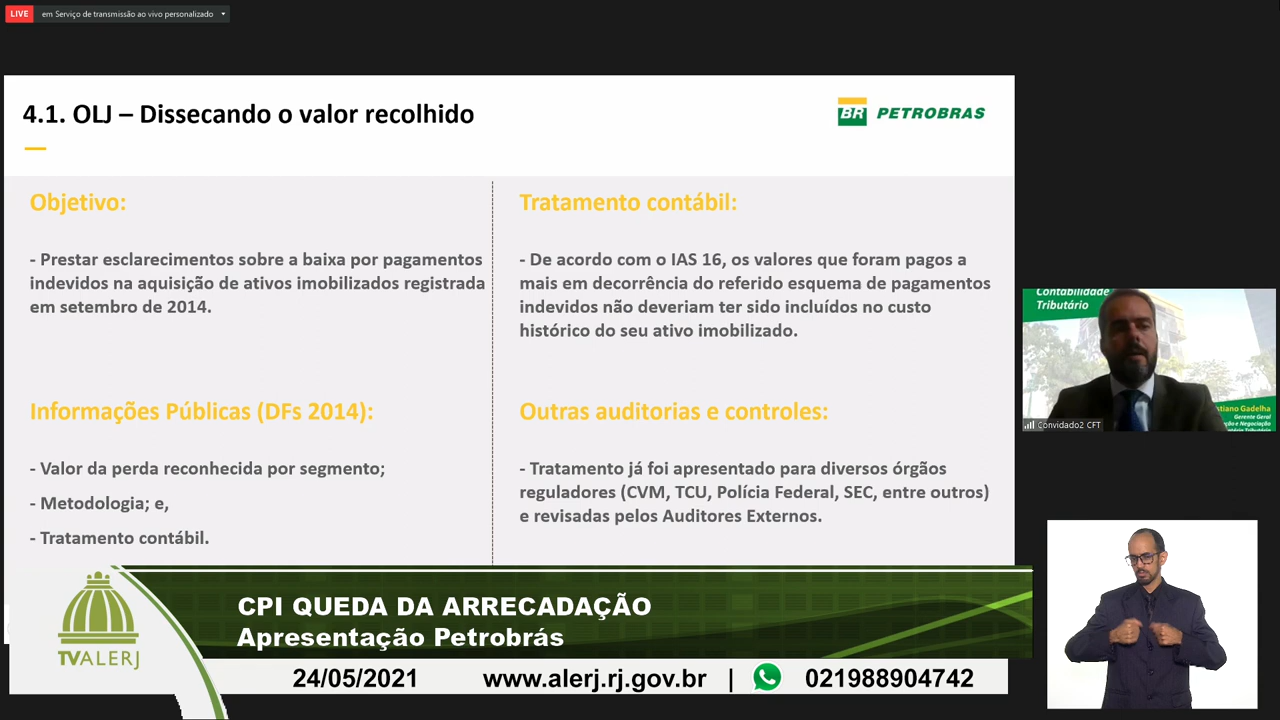 LIVE em Serviço de transmissão ao vivo personalizado
4.1. OLJ – Dissecando o valor recolhido
BR PETROBRAS
Objetivo:
- Prestar esclarecimentos sobre a baixa por pagamentos
indevidos na aquisição de ativos imobilizados registrada
em setembro de 2014.
Tratamento contábil:
- De acordo com o IAS 16, os valores que foram pagos a
mais em decorrência do referido esquema de pagamentos
indevidos não deveriam ter sido incluídos no custo
histórico do seu ativo imobilizado.
Informações Públicas (DFs 2014):
- Valor da perda reconhecida por segmento;
- Metodologia; e,
- Tratamento contábil.
Outras auditorias e controles:
- Tratamento já foi apresentado para diversos órgãos
reguladores (CVM, TCU, Polícia Federal, SEC, entre outros)
e revisadas pelos Auditores Externos.
Contabilidade
Tributário
stiano Gadelha
Gerente Geral
ção e Negociação
Tributário
Convidado2 CFT
TVALERJ
CPI QUEDA DA ARRECADAÇÃO
Apresentação Petrobrás
24/05/2021 www.alerj.rj.gov.br | 021988904742